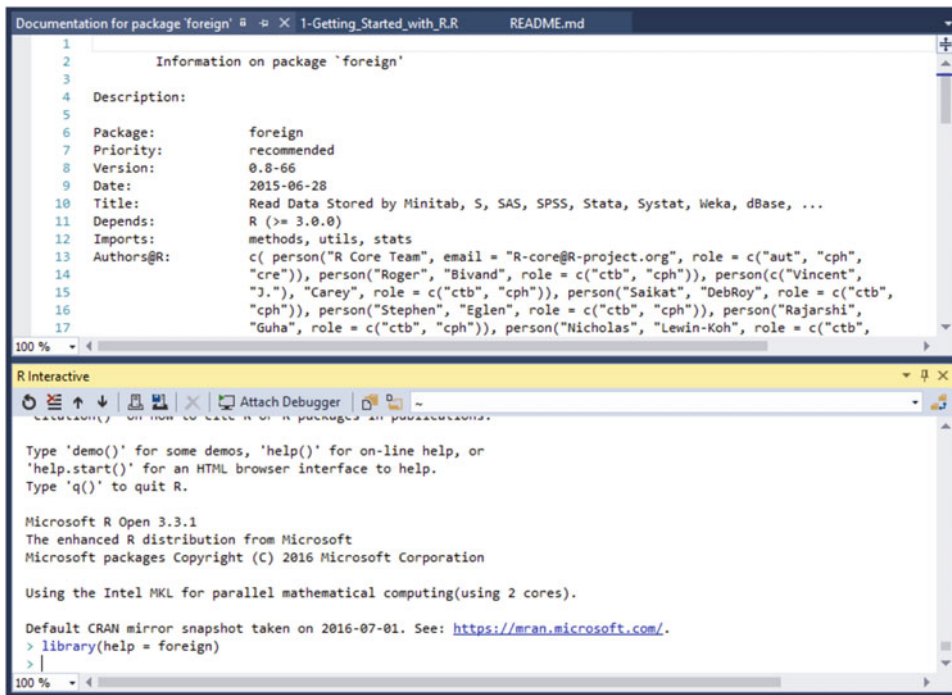 Documentation for package 'foreign' 1-Getting_Started_with_R.R README.md
1
2 Information on package `foreign'
3
4 Description:
5
6 Package: foreign
7 Priority: recommended
8 Version: 0.8-66
9 Date: 2015-06-28
10 Title: Read Data Stored by Minitab, S, SAS, SPSS, Stata, Systat, Weka, dBase, ...
11 Depends: R (>= 3.0.0)
12 Imports: methods, utils, stats
13 Authors@R: c( person("R Core Team", email = "R-core@R-project.org", role = c("aut", "cph",
14 "cre")), person("Roger", "Bivand", role = c("ctb", "cph")), person(c("Vincent",
15 "J."), "Carey", role = c("ctb", "cph")), person("Saikat", "DebRoy", role = c("ctb",
16 "cph")), person("Stephen", "Eglen", role = c("ctb", "cph")), person("Rajarshi",
17 "Guha", role = c("ctb", "cph")), person("Nicholas", "Lewin-Koh", role = c("ctb",
100 %
R Interactive
Attach Debugger ~
'citation()' on how to cite R or R packages in publications.
Type 'demo()' for some demos, 'help()' for on-line help, or
'help.start()' for an HTML browser interface to help.
Type 'q()' to quit R.
Microsoft R Open 3.3.1
The enhanced R distribution from Microsoft
Microsoft packages Copyright (C) 2016 Microsoft Corporation
Using the Intel MKL for parallel mathematical computing(using 2 cores).
Default CRAN mirror snapshot taken on 2016-07-01. See: https://mran.microsoft.com/.
> library(help = foreign)
>
100 %